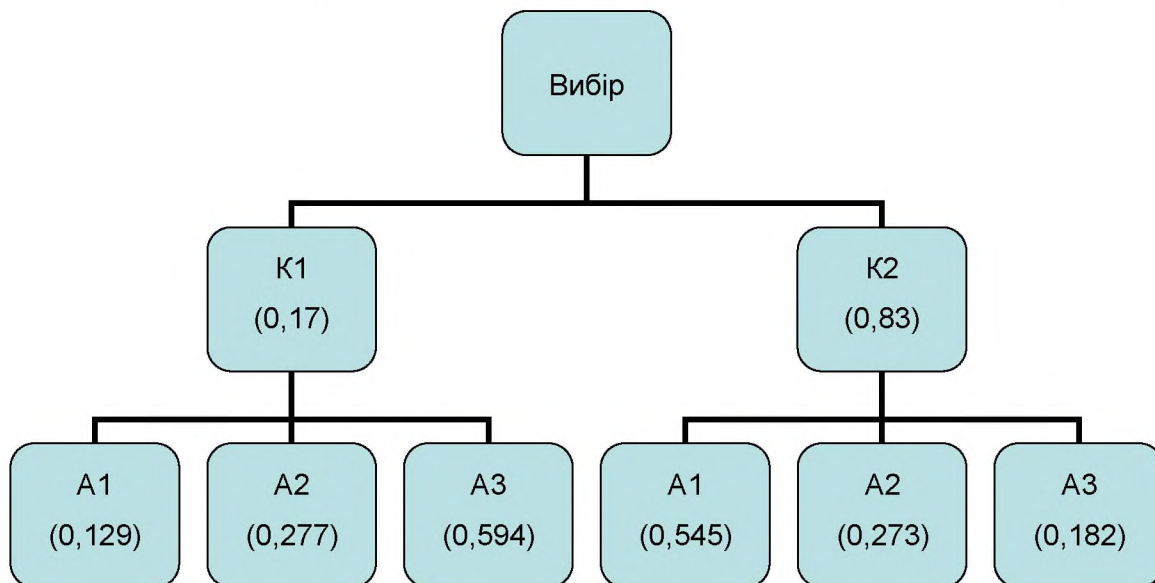 Вибір
К1
(0,17)
К2
(0,83)
А1
(0,129)
А2
(0,277)
А3
(0,594)
А1
(0,545)
А2
(0,273)
А3
(0,182)